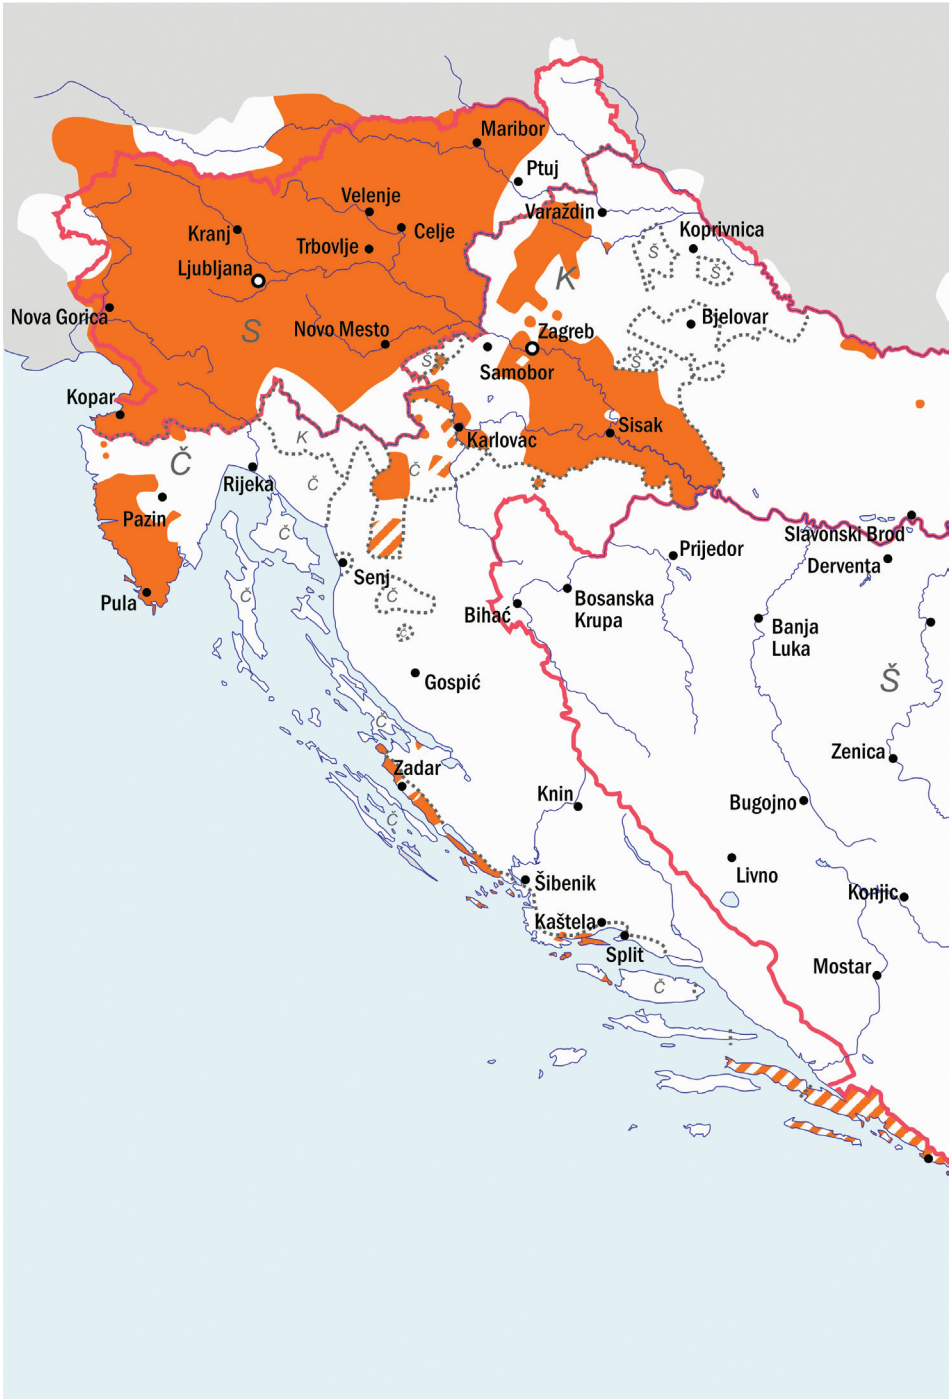 Maribor
Ptuj
Velenje
Varaždin
Kranj
Celje
Koprivnica
Trbovlje
Š
Ljubljana
Š
K
Nova Gorica
Bjelovar
S
Novo Mesto
Zagreb
Š
Š
Samobor
Kopar
Sisak
K
Karlovac
Č
Č
Rijeka
Č
Pazin
Č
Slavonski Brod
Prijedor
Derventa
Senj
Č
Pula
Č
Bihać
Bosanska
Krupa
Banja
Luka
Č
Gospić
Š
Č
Zenica
Zadar
Knin
Bugojno
Č
Livno
Šibenik
Konjic
Kaštela
Split
Mostar
Č